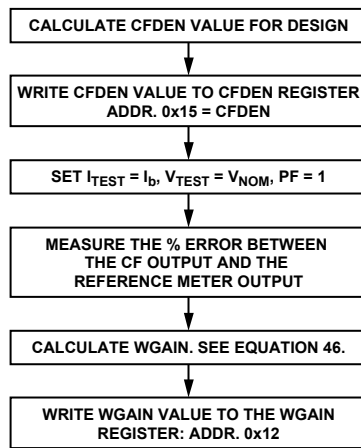 CALCULATE CFDEN VALUE FOR DESIGN
WRITE CFDEN VALUE TO CFDEN REGISTER
ADDR. 0x15 = CFDEN
SET ITEST = Ib, VTEST = VNOM, PF = 1
MEASURE THE % ERROR BETWEEN
THE CF OUTPUT AND THE
REFERENCE METER OUTPUT
CALCULATE WGAIN. SEE EQUATION 46.
WRITE WGAIN VALUE TO THE WGAIN
REGISTER: ADDR. 0x12